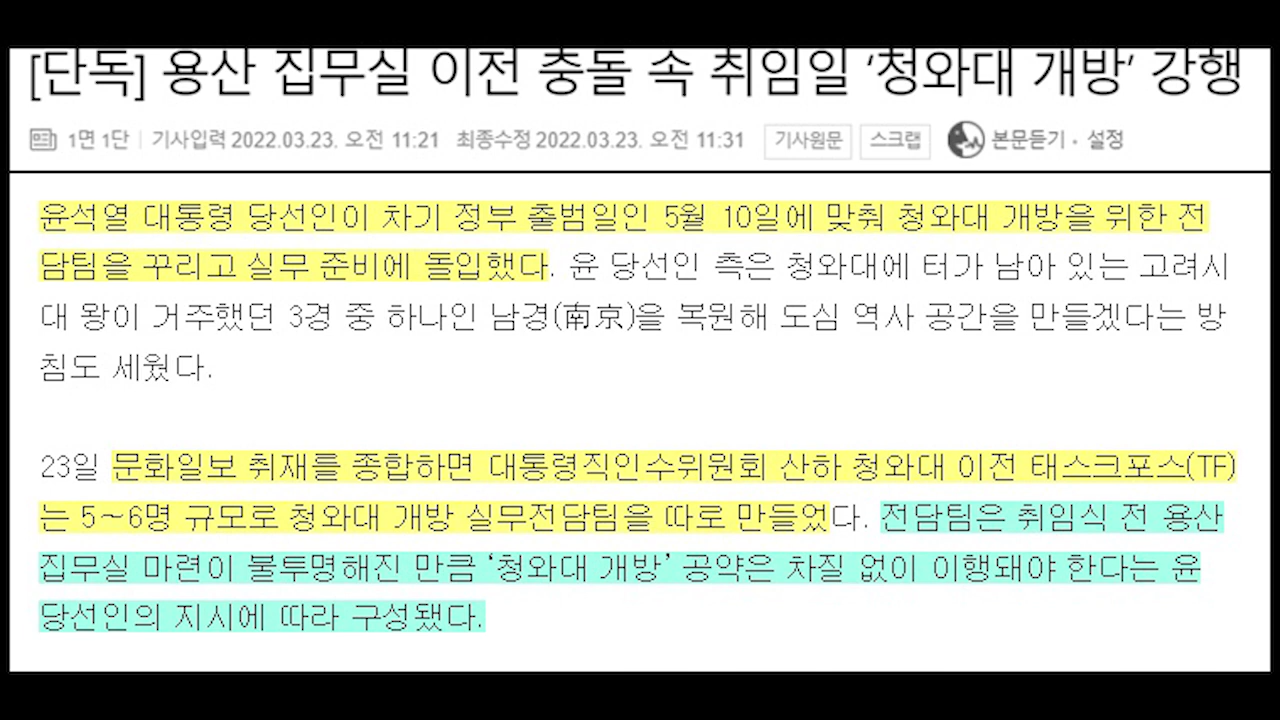 [단독] 용산 집무실 이전 충돌 속 취임일 ‘청와대 개방’ 강행
1면 1단 기사입력 2022.03.23. 오전 11:21 최종수정 2022.03.23. 오전 11:31 기사원문 스크랩 본문듣기 · 설정
윤석열 대통령 당선인이 차기 정부 출범일인 5월 10일에 맞춰 청와대 개방을 위한 전
담팀을 꾸리고 실무 준비에 돌입했다. 윤 당선인 측은 청와대에 터가 남아 있는 고려시
대 왕이 거주했던 3경 중 하나인 남경(南京)을 복원해 도심 역사 공간을 만들겠다는 방
침도 세웠다.
23일 문화일보 취재를 종합하면 대통령직인수위원회 산하 청와대 이전 태스크포스(TF)
는 5∼6명 규모로 청와대 개방 실무전담팀을 따로 만들었다. 전담팀은 취임식 전 용산
집무실 마련이 불투명해진 만큼 ‘청와대 개방’ 공약은 차질 없이 이행돼야 한다는 윤
당선인의 지시에 따라 구성됐다.